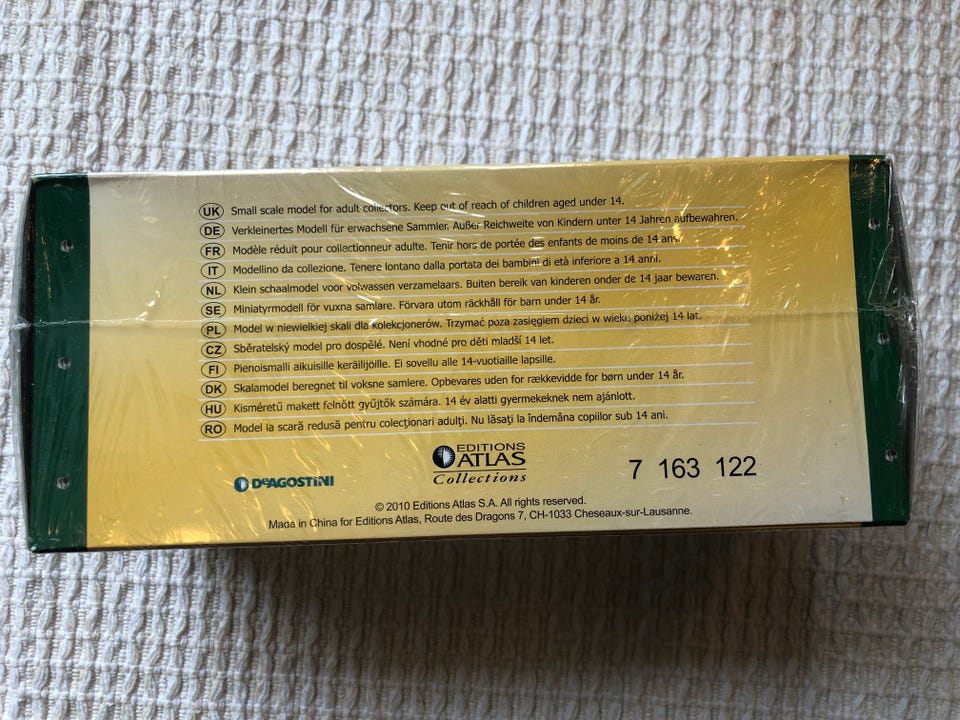 UK Small scale model for adult collectors. Keep out of reach of children aged under 14.
DE Verkleinertes Modell für erwachsene Sammler. Außer Reichweite von Kindern unter 14 Jahren aufbewahren.
FR Modèle réduit pour collectionneur adulte. Tenir hors de portée des enfants de moins de 14 ans.
IT Modellino da collezione. Tenere lontano dalla portata dei bambini di età inferiore a 14 anni.
NL Klein schaalmodel voor volwassen verzamelaars. Buiten bereik van kinderen onder de 14 jaar bewaren.
SE Miniatyrmodell för vuxna samlare. Förvara utom räckhåll för barn under 14 år.
PL Model w niewielkiej skali dla kolekcjonerów. Trzymać poza zasięgiem dzieci w wieku poniżej 14 lat.
CZ Sběratelský model pro dospělé. Není vhodné pro děti mladší 14 let.
FI Pienoismalli aikuisille keräilijöille. Ei sovellu alle 14-vuotiaille lapsille.
DK Skalamodel beregnet til voksne samlere. Opbevares uden for rækkevidde for børn under 14 år.
HU Kisméretű makett felnőtt gyűjtők számára. 14 év alatti gyermekeknek nem ajánlott.
RO Model la scară redusă pentru colecționari adulți. Nu lăsați la îndemâna copiilor sub 14 ani.
DeAGOSTINI
EDITIONS
ATLAS
Collections
7 163 122
© 2010 Editions Atlas S.A. All rights reserved.
Made in China for Editions Atlas, Route des Dragons 7, CH-1033 Cheseaux-sur-Lausanne.